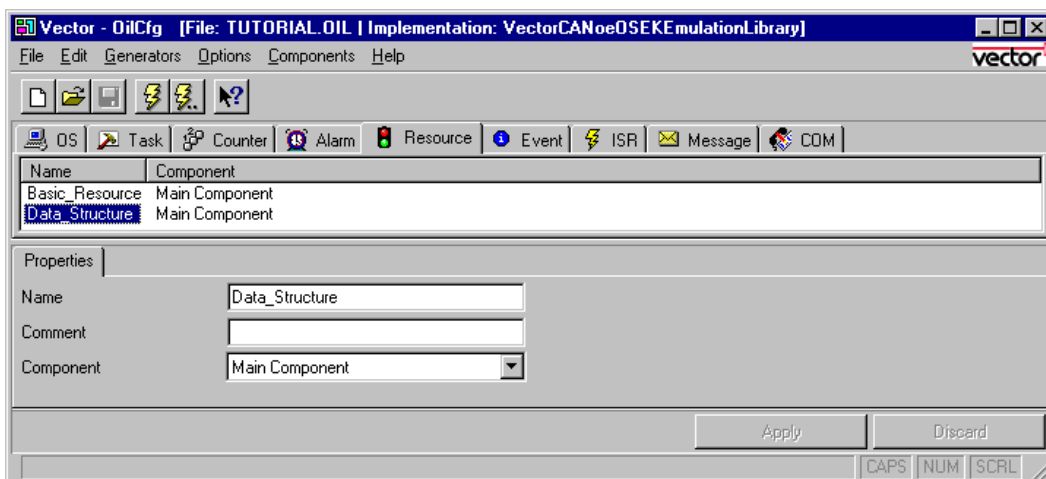 Vector - OilCfg [File: TUTORIAL.OIL | Implementation: VectorCANoeOSEKEmulationLibrary]
File Edit Generators Options Components Help
vector
OS Task Counter Alarm Resource Event ISR Message COM
Name Component
Basic_Resource Main Component
Data_Structure Main Component
Properties
Name Data_Structure
Comment
Component Main Component
Apply Discard
CAPS NUM SCRL